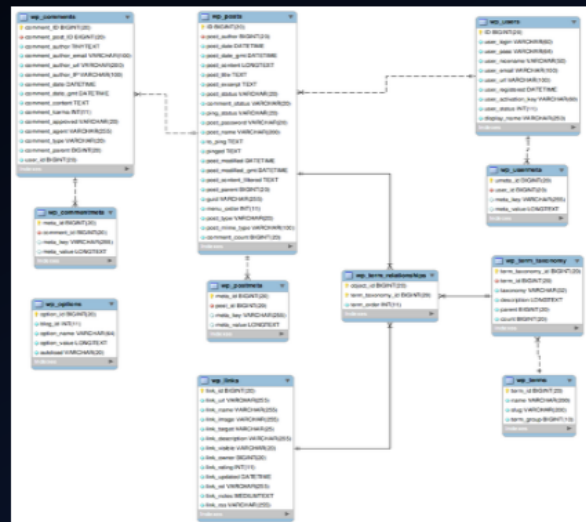 wp_comments
comment_ID BIGINT(20)
comment_post_ID BIGINT(20)
comment_author TINYTEXT
comment_author_email VARCHAR(100)
comment_author_url VARCHAR(200)
comment_author_IP VARCHAR(100)
comment_date DATETIME
comment_date_gmt DATETIME
comment_content TEXT
comment_karma INT(11)
comment_approved VARCHAR(20)
comment_agent VARCHAR(255)
comment_type VARCHAR(20)
comment_parent BIGINT(20)
user_id BIGINT(20)
Indexes
wp_commentmeta
meta_id BIGINT(20)
comment_id BIGINT(20)
meta_key VARCHAR(255)
meta_value LONGTEXT
Indexes
wp_options
option_id BIGINT(20)
blog_id INT(11)
option_name VARCHAR(64)
option_value LONGTEXT
autoload VARCHAR(20)
Indexes
wp_posts
ID BIGINT(20)
post_author BIGINT(20)
post_date DATETIME
post_date_gmt DATETIME
post_content LONGTEXT
post_title TEXT
post_excerpt TEXT
post_status VARCHAR(20)
comment_status VARCHAR(20)
ping_status VARCHAR(20)
post_password VARCHAR(20)
post_name VARCHAR(200)
to_ping TEXT
pinged TEXT
post_modified DATETIME
post_modified_gmt DATETIME
post_content_filtered TEXT
post_parent BIGINT(20)
guid VARCHAR(255)
menu_order INT(11)
post_type VARCHAR(20)
post_mime_type VARCHAR(100)
comment_count BIGINT(20)
Indexes
wp_postmeta
meta_id BIGINT(20)
post_id BIGINT(20)
meta_key VARCHAR(255)
meta_value LONGTEXT
Indexes
wp_links
link_id BIGINT(20)
link_url VARCHAR(255)
link_name VARCHAR(255)
link_image VARCHAR(255)
link_target VARCHAR(25)
link_description VARCHAR(255)
link_visible VARCHAR(20)
link_owner BIGINT(20)
link_rating INT(11)
link_updated DATETIME
link_rel VARCHAR(255)
link_notes MEDIUMTEXT
link_rss VARCHAR(255)
Indexes
wp_users
ID BIGINT(20)
user_login VARCHAR(60)
user_pass VARCHAR(64)
user_nicename VARCHAR(50)
user_email VARCHAR(100)
user_url VARCHAR(100)
user_registered DATETIME
user_activation_key VARCHAR(60)
user_status INT(11)
display_name VARCHAR(250)
Indexes
wp_usermeta
umeta_id BIGINT(20)
user_id BIGINT(20)
meta_key VARCHAR(255)
meta_value LONGTEXT
Indexes
wp_term_relationships
object_id BIGINT(20)
term_taxonomy_id BIGINT(20)
term_order INT(11)
Indexes
wp_term_taxonomy
term_taxonomy_id BIGINT(20)
term_id BIGINT(20)
taxonomy VARCHAR(32)
description LONGTEXT
parent BIGINT(20)
count BIGINT(20)
Indexes
wp_terms
term_id BIGINT(20)
name VARCHAR(200)
slug VARCHAR(200)
term_group BIGINT(10)
Indexes